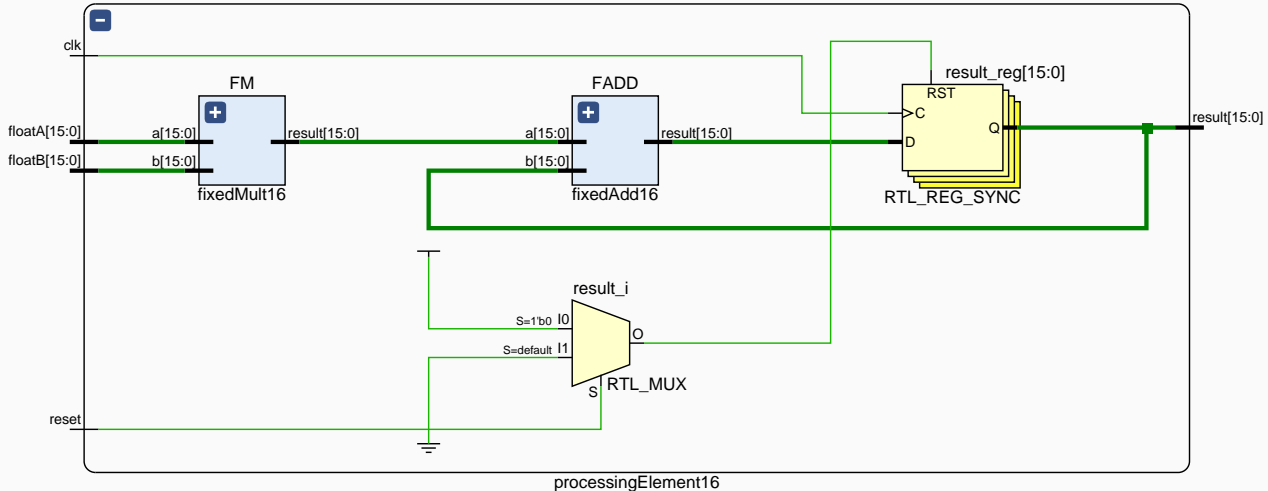 clk
FM
FADD
result_reg[15:0]
RST
C
floatA[15:0]
a[15:0]
result[15:0]
a[15:0]
result[15:0]
D
Q
result[15:0]
floatB[15:0]
b[15:0]
b[15:0]
fixedMult16
fixedAdd16
RTL_REG_SYNC
result_i
S=1'b0
I0
O
S=default
I1
S
RTL_MUX
reset
processingElement16